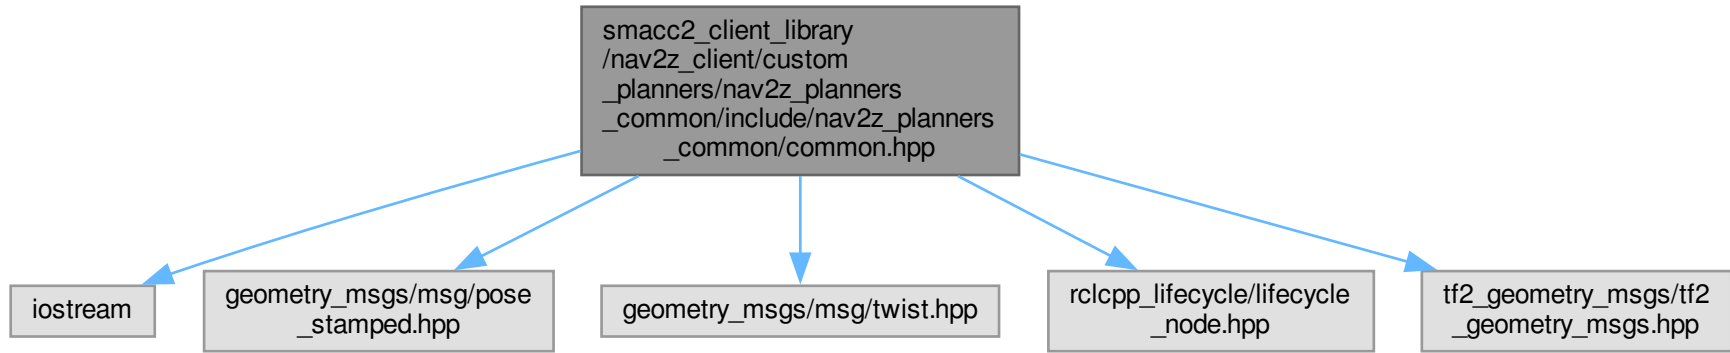 smacc2_client_library
/nav2z_client/custom
_planners/nav2z_planners
_common/include/nav2z_planners
_common/common.hpp
iostream
geometry_msgs/msg/pose
_stamped.hpp
geometry_msgs/msg/twist.hpp
rclcpp_lifecycle/lifecycle
_node.hpp
tf2_geometry_msgs/tf2
_geometry_msgs.hpp